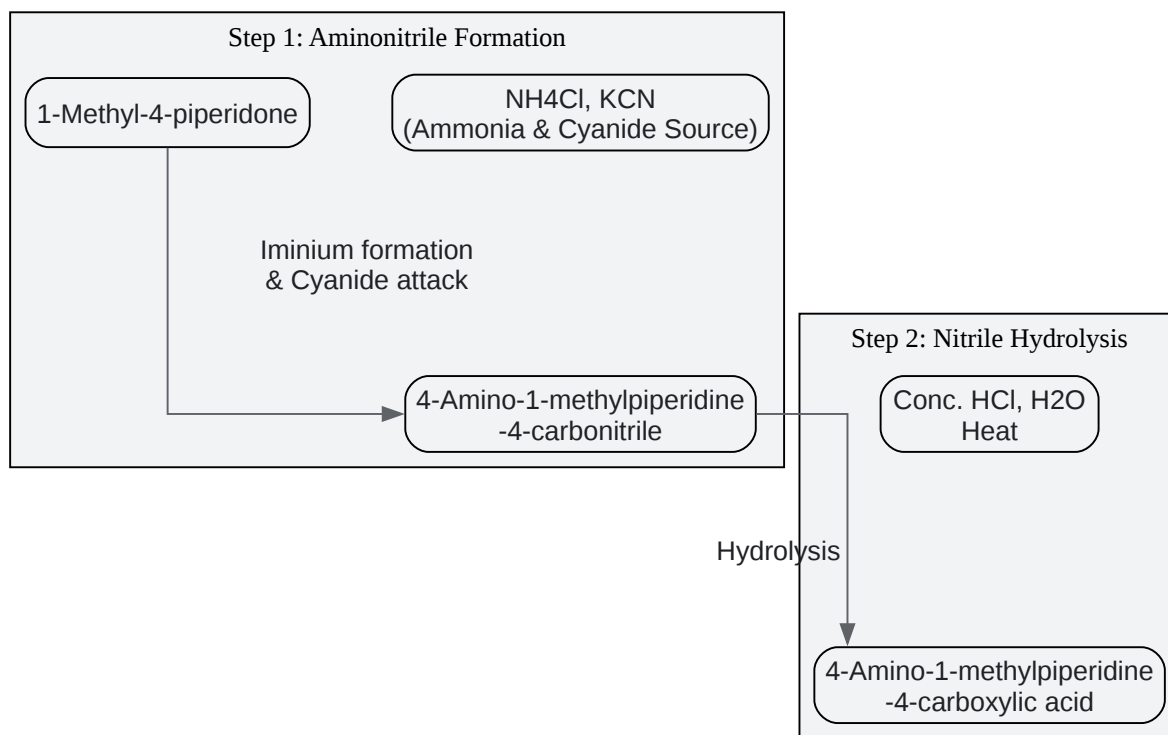 Step 1: Aminonitrile Formation
1-Methyl-4-piperidone
NH4Cl, KCN
(Ammonia & Cyanide Source)
Iminium formation
& Cyanide attack
4-Amino-1-methylpiperidine
-4-carbonitrile
Step 2: Nitrile Hydrolysis
Conc. HCl, H2O
Heat
Hydrolysis
4-Amino-1-methylpiperidine
-4-carboxylic acid